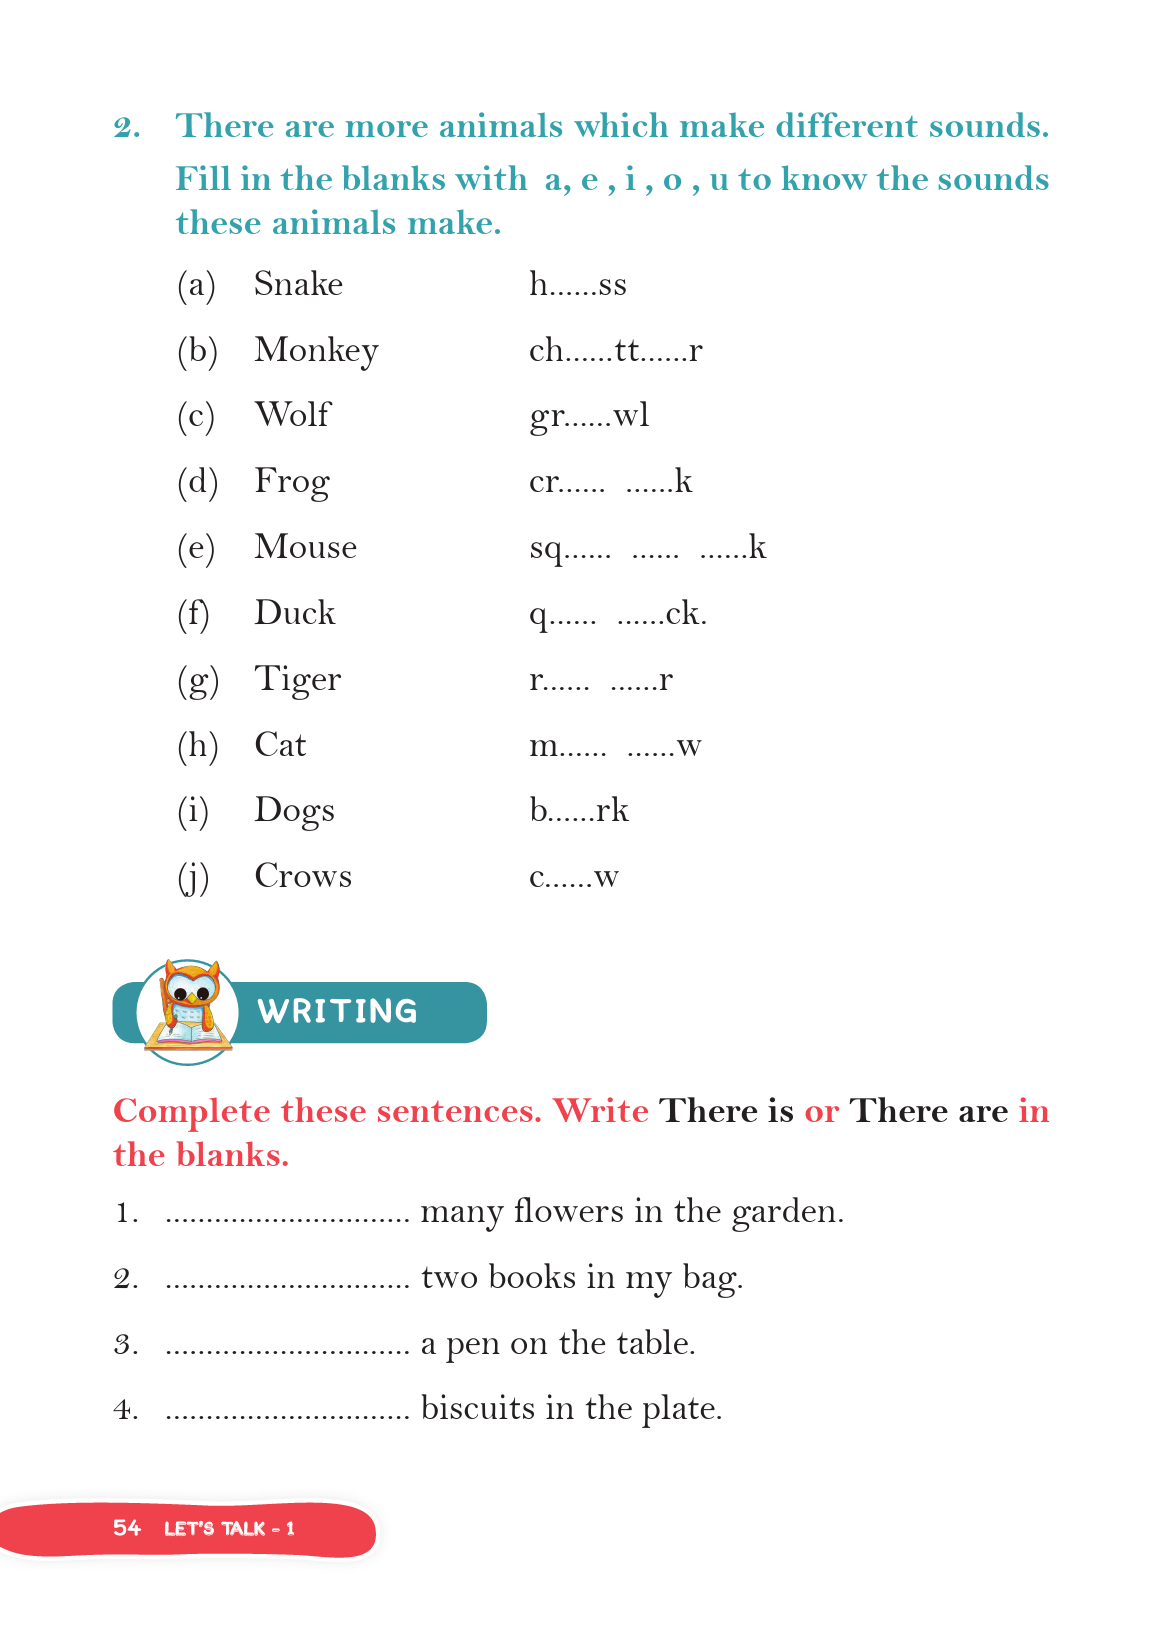 2. There are more animals which make different sounds.
Fill in the blanks with a, e , i , o , u to know the sounds
these animals make.
(a) Snake h......ss
(b) Monkey ch......tt......r
(c) Wolf gr......wl
(d) Frog cr...... ......k
(e) Mouse sq...... ...... ......k
(f) Duck q...... ......ck.
(g) Tiger r...... ......r
(h) Cat m...... ......w
(i) Dogs b......rk
(j) Crows c......w
WRITING
Complete these sentences. Write There is or There are in
the blanks.
1. .............................. many flowers in the garden.
2. .............................. two books in my bag.
3. .............................. a pen on the table.
4. .............................. biscuits in the plate.
54 LET'S TALK - 1